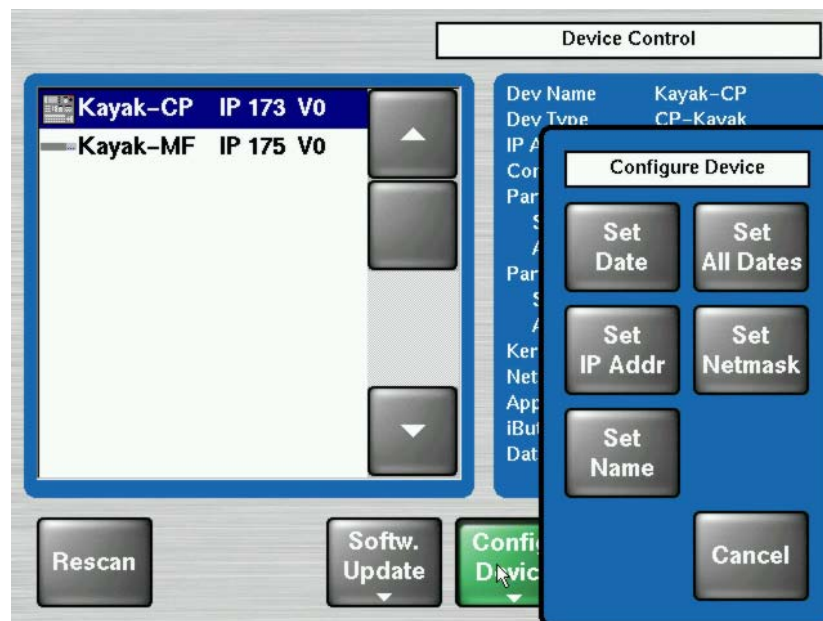 Device Control
Kayak-CP IP 173 V0
Kayak-MF IP 175 V0
Dev Name Kayak-CP
Dev Type CP-Kayak
IP
Configure Device
Set
Date
Set
All Dates
Set
IP Addr
Set
Netmask
Set
Name
Cancel
Rescan
Softw.
Update